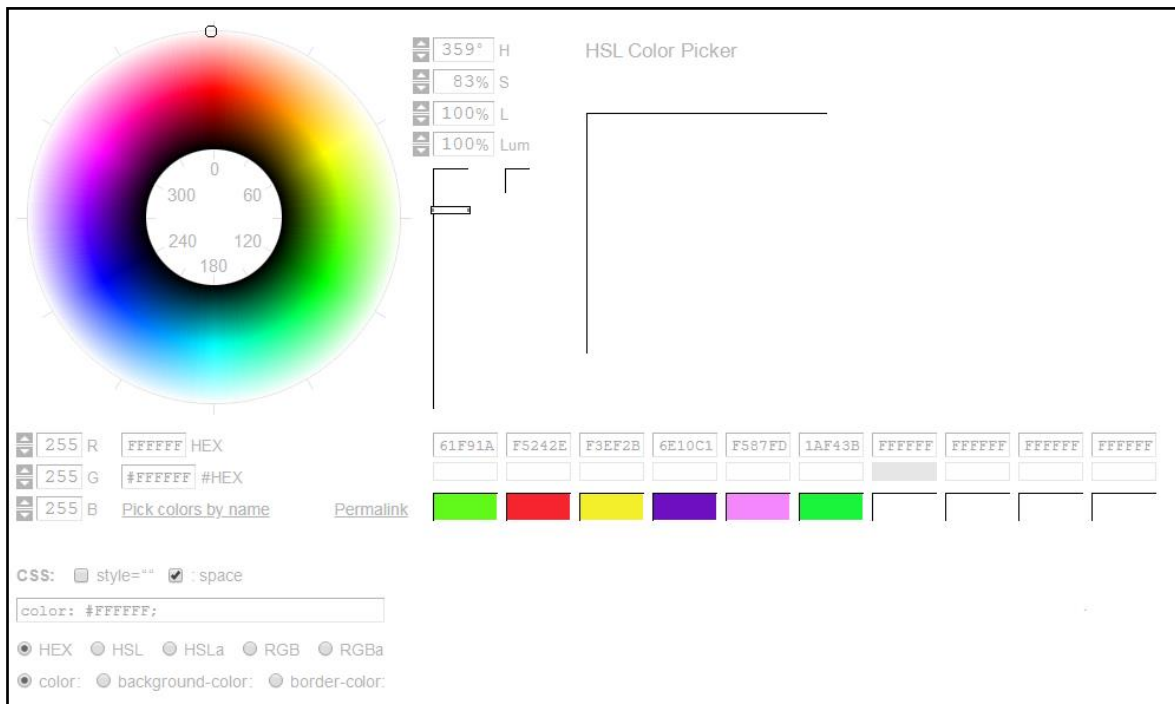 359° H
HSL Color Picker
83% S
100% L
100% Lum
0
300 60
240 120
180
255 R FFFFFF HEX
61F91A F5242E F3EF2B 6E10C1 F587FD 1AF43B FFFFFF FFFFFF FFFFFF FFFFFF
255 G #FFFFFF #HEX
255 B Pick colors by name Permalink
CSS: style="" : space
color: #FFFFFF;
HEX HSL HSLa RGB RGBa
color: background-color: border-color: